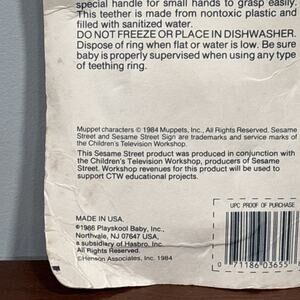 special handle for small hands to grasp easily.
This teether is made from nontoxic plastic and
filled with sanitized water.
DO NOT FREEZE OR PLACE IN DISHWASHER.
Dispose of ring when flat or water is low. Be sure
baby is properly supervised when using any type
of teething ring.
Muppet characters © 1984 Muppets, Inc., All Rights Reserved. Sesame
Street and Sesame Street Sign are trademarks and service marks of
the Children's Television Workshop.
This Sesame Street product was produced in conjunction with
the Children's Television Workshop, producers of Sesame
Street. Workshop revenues for this product will be used to
support CTW educational projects.
UPC PROOF OF PURCHASE
MADE IN USA.
©1986 Playskool Baby, Inc.,
Northvale, NJ 07647 USA,
a subsidiary of Hasbro, Inc.
All Rights Reserved.
©Henson Associates, Inc. 1984
0 71186 03655